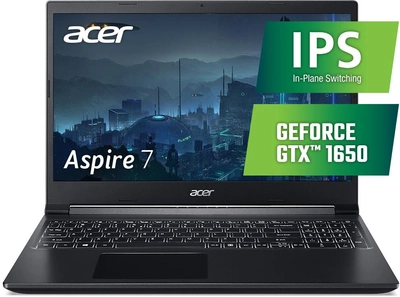 acer
IPS
In-Plane Switching
GEFORCE
GTX™ 1650
Aspire 7
acer